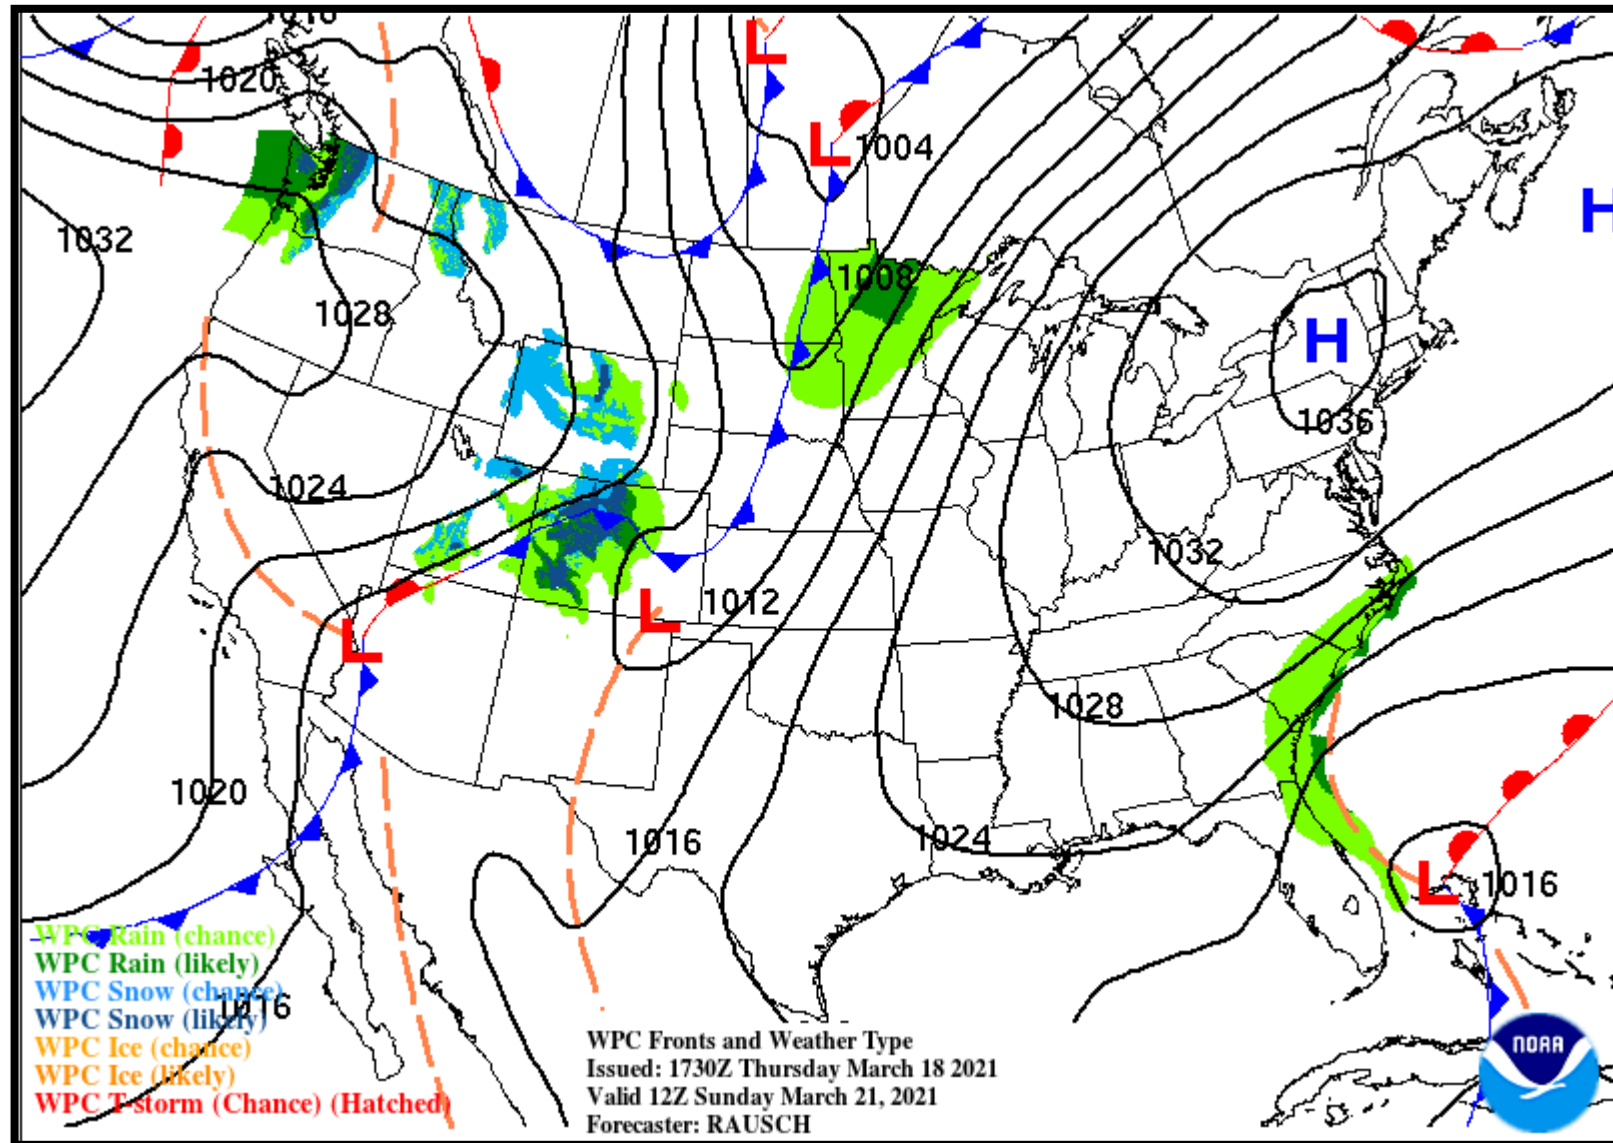 1020
L
L
1004
H
1032
1008
1028
H
1036
1024
1032
L
L
1012
1028
1020
1016
1024
L
1016
WPC Rain (chance)
WPC Rain (likely)
WPC Snow (chance)
1016
WPC Snow (likely)
WPC Ice (chance)
WPC Ice (likely)
WPC T-storm (Chance) (Hatched)
WPC Fronts and Weather Type
Issued: 1730Z Thursday March 18 2021
Valid 12Z Sunday March 21, 2021
Forecaster: RAUSCH
NOAA